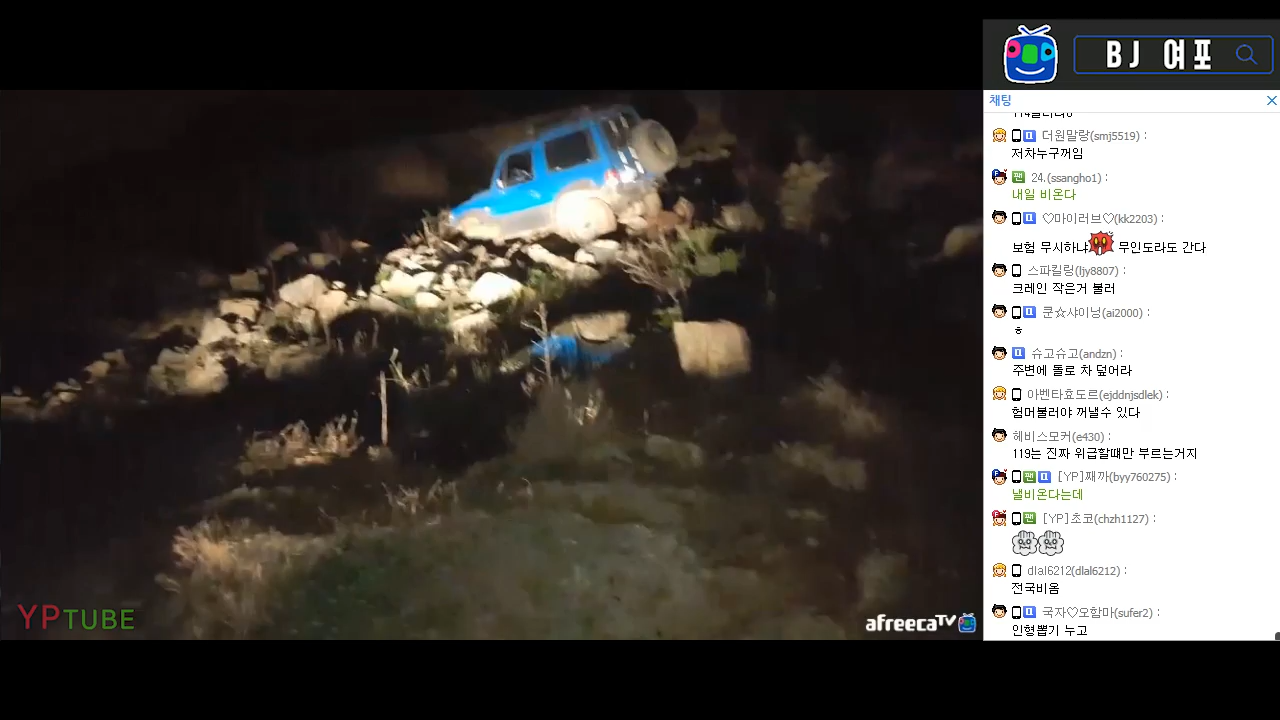 BJ 여포
채팅
더원말랑(smj5519) :
저차누구꺼임
팬 24.(ssangho1) :
내일 비온다
♡마이러브♡(kk2203) :
보험 무시하냐 무인도라도 간다
스파킬링(ljy8807) :
크레인 작은거 불러
쿤☆샤이닝(ai2000) :
ㅎ
슈고슈고(andzn) :
주변에 돌로 차 덮어라
아벤타효도르(ejddnjsdlek) :
험머불러야 꺼낼수 있다
헤비스모커(e430) :
119는 진짜 위급할떄만 부르는거지
팬 [YP]째까(byy760275) :
낼비온다는데
팬 [YP]초코(chzh1127) :
dlal6212(dlal6212) :
전국비옴
국자♡오함마(sufer2) :
인형뽑기 누고
YPTUBE
afreecaTV